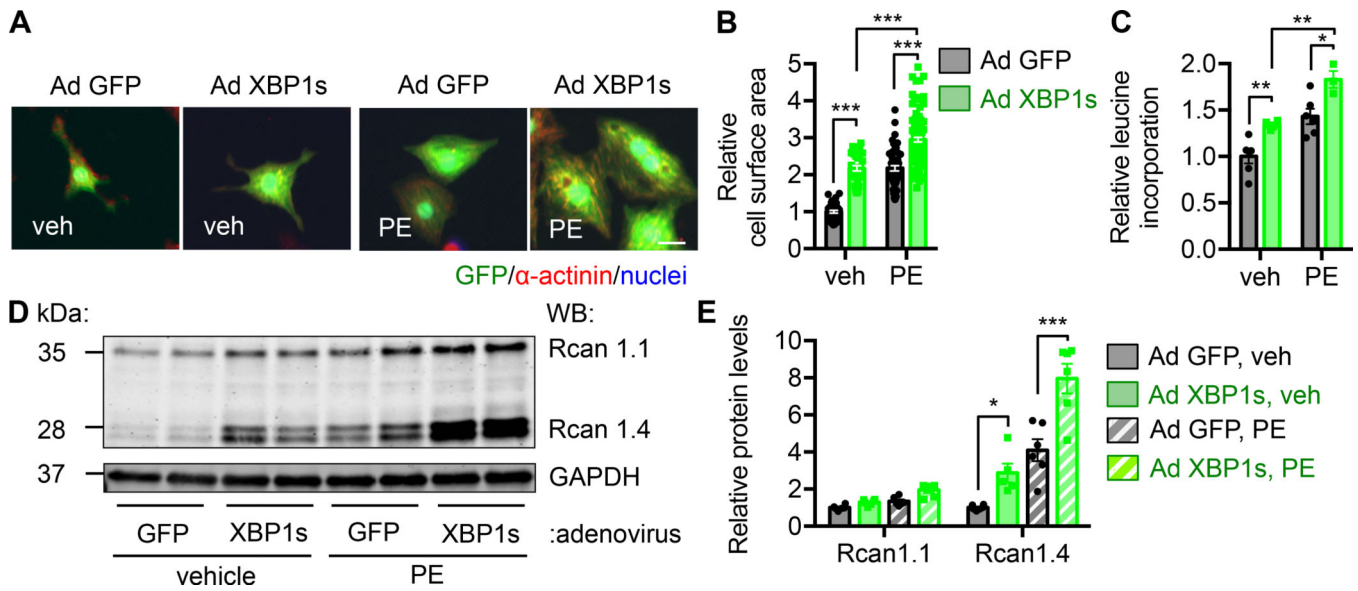 A
Ad GFP
Ad XBP1s
Ad GFP
Ad XBP1s
veh
veh
PE
PE
GFP/α-actinin/nuclei
B
Relative
cell surface area
5
4
3
2
1
0
***
***
***
veh
PE
Ad GFP
Ad XBP1s
C
Relative leucine
incorporation
2.0
1.5
1.0
0.5
0.0
**
**
*
veh
PE
D
kDa:
WB:
35
Rcan 1.1
28
Rcan 1.4
37
GAPDH
GFP
XBP1s
GFP
XBP1s
:adenovirus
vehicle
PE
E
Relative protein levels
10
8
6
4
2
0
*
***
Rcan1.1
Rcan1.4
Ad GFP, veh
Ad XBP1s, veh
Ad GFP, PE
Ad XBP1s, PE